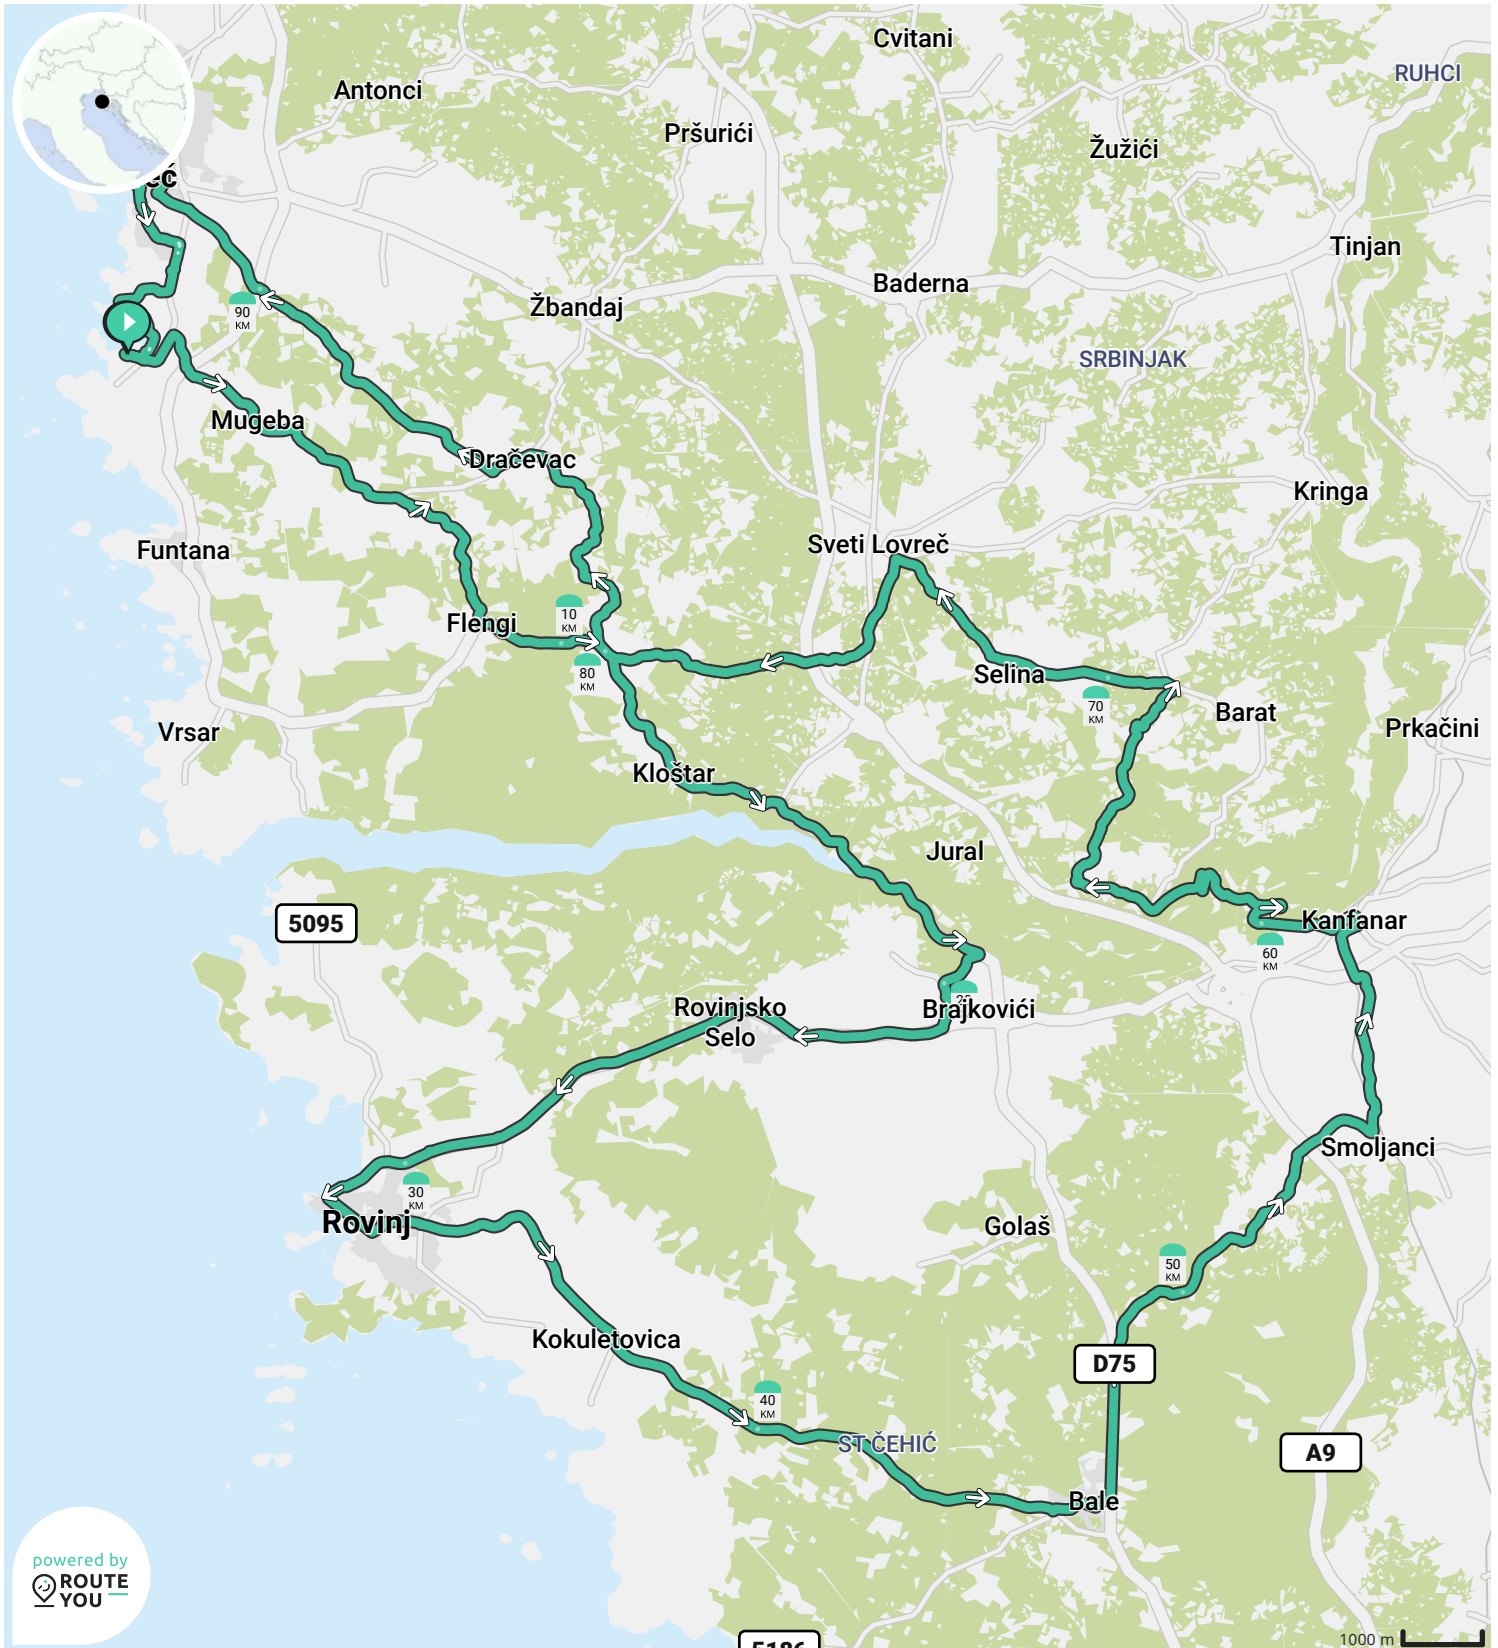 Cvitani
RUHCI
Antonci
Pršurići
Žužići
eć
Tinjan
Baderna
Žbandaj
90
KM
SRBINJAK
Mugeba
Dračevac
Kringa
Funtana
Sveti Lovreč
10
KM
Flengi
80
KM
Selina
70
KM
Barat
Vrsar
Prkačini
Kloštar
Jural
5095
Kanfanar
60
KM
Rovinjsko
Selo
Brajkovići
Smoljanci
30
KM
Rovinj
Golaš
50
KM
Kokuletovica
D75
40
KM
ST ČEHIĆ
A9
Bale
powered by
ROUTE
YOU
5186
1000 m